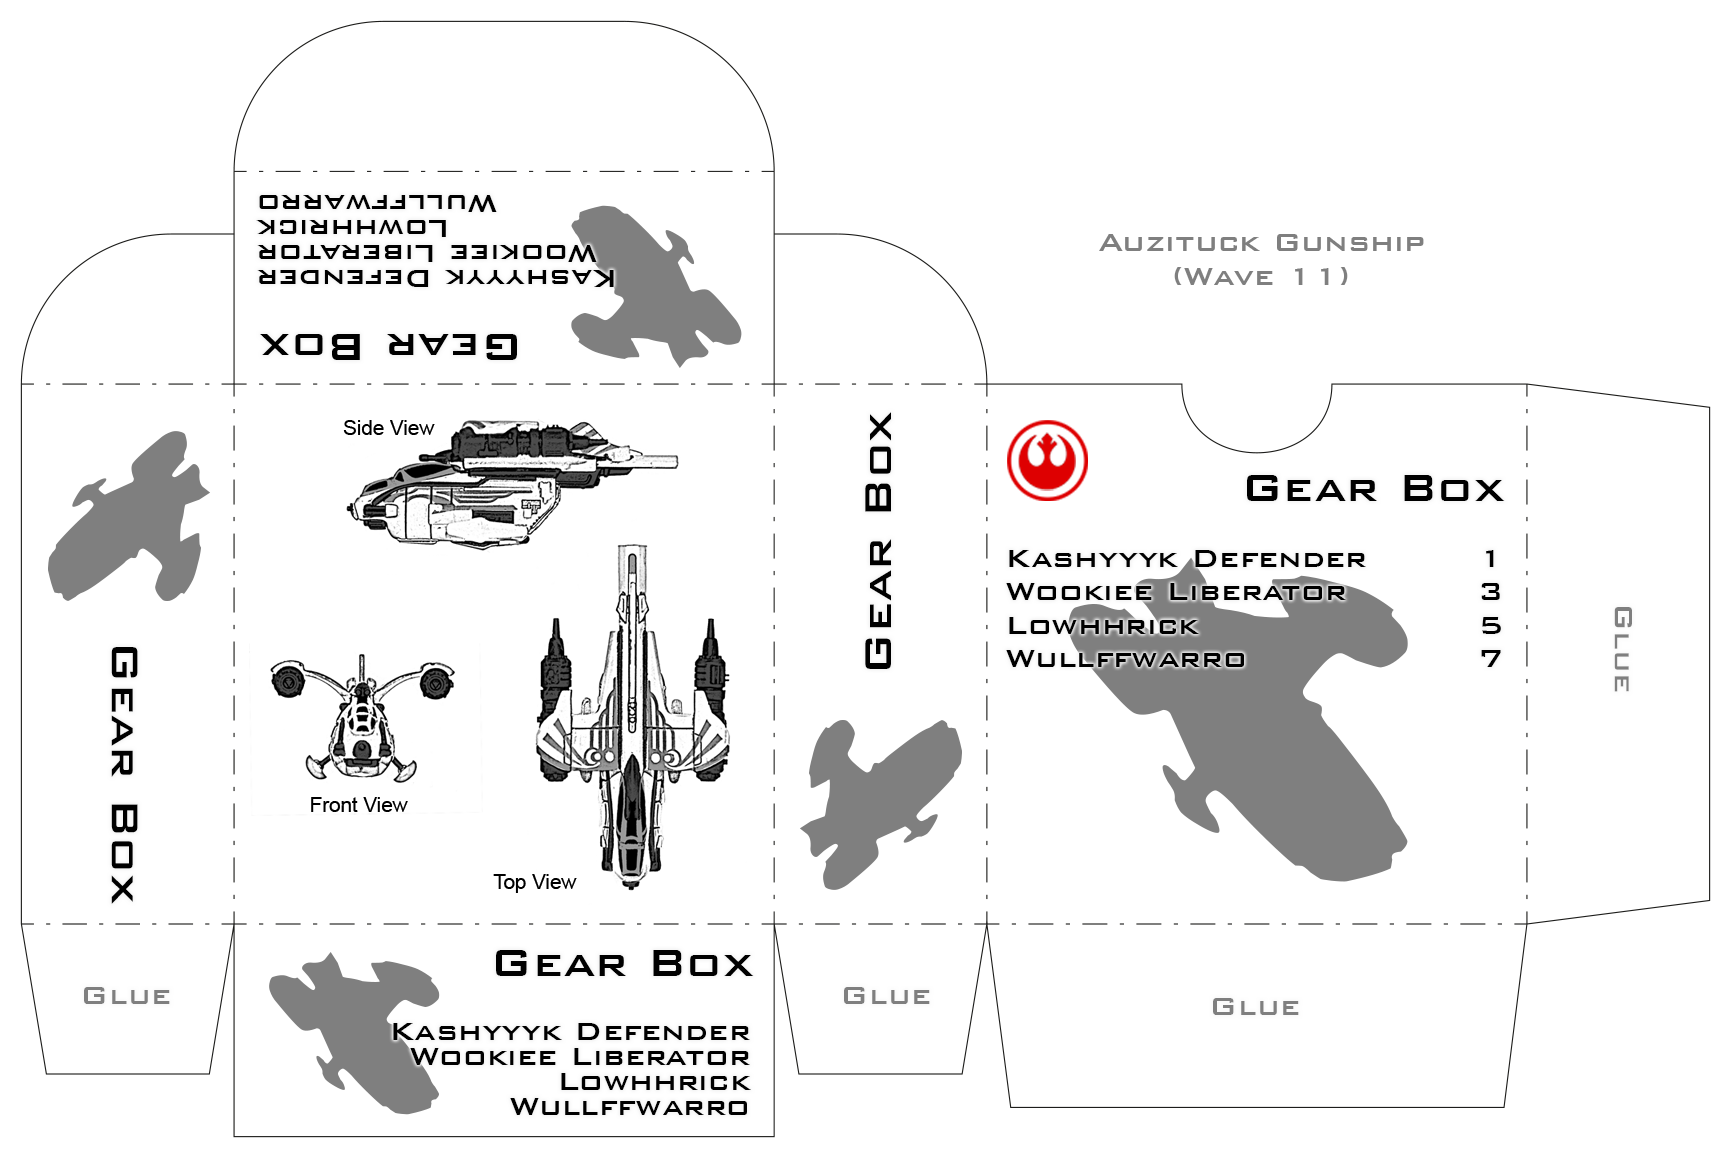 Wullffwarro
Lowhhrick
Wookiee Liberator
Kashyyyk Defender
Gear Box
Auzituck Gunship
(Wave 11)
Gear Box
Side View
Front View
Top View
Gear Box
Gear Box
Kashyyyk Defender 1
Wookiee Liberator 3
Lowhhrick 5
Wullffwarro 7
Glue
Glue
Gear Box
Kashyyyk Defender
Wookiee Liberator
Lowhhrick
Wullffwarro
Glue
Glue